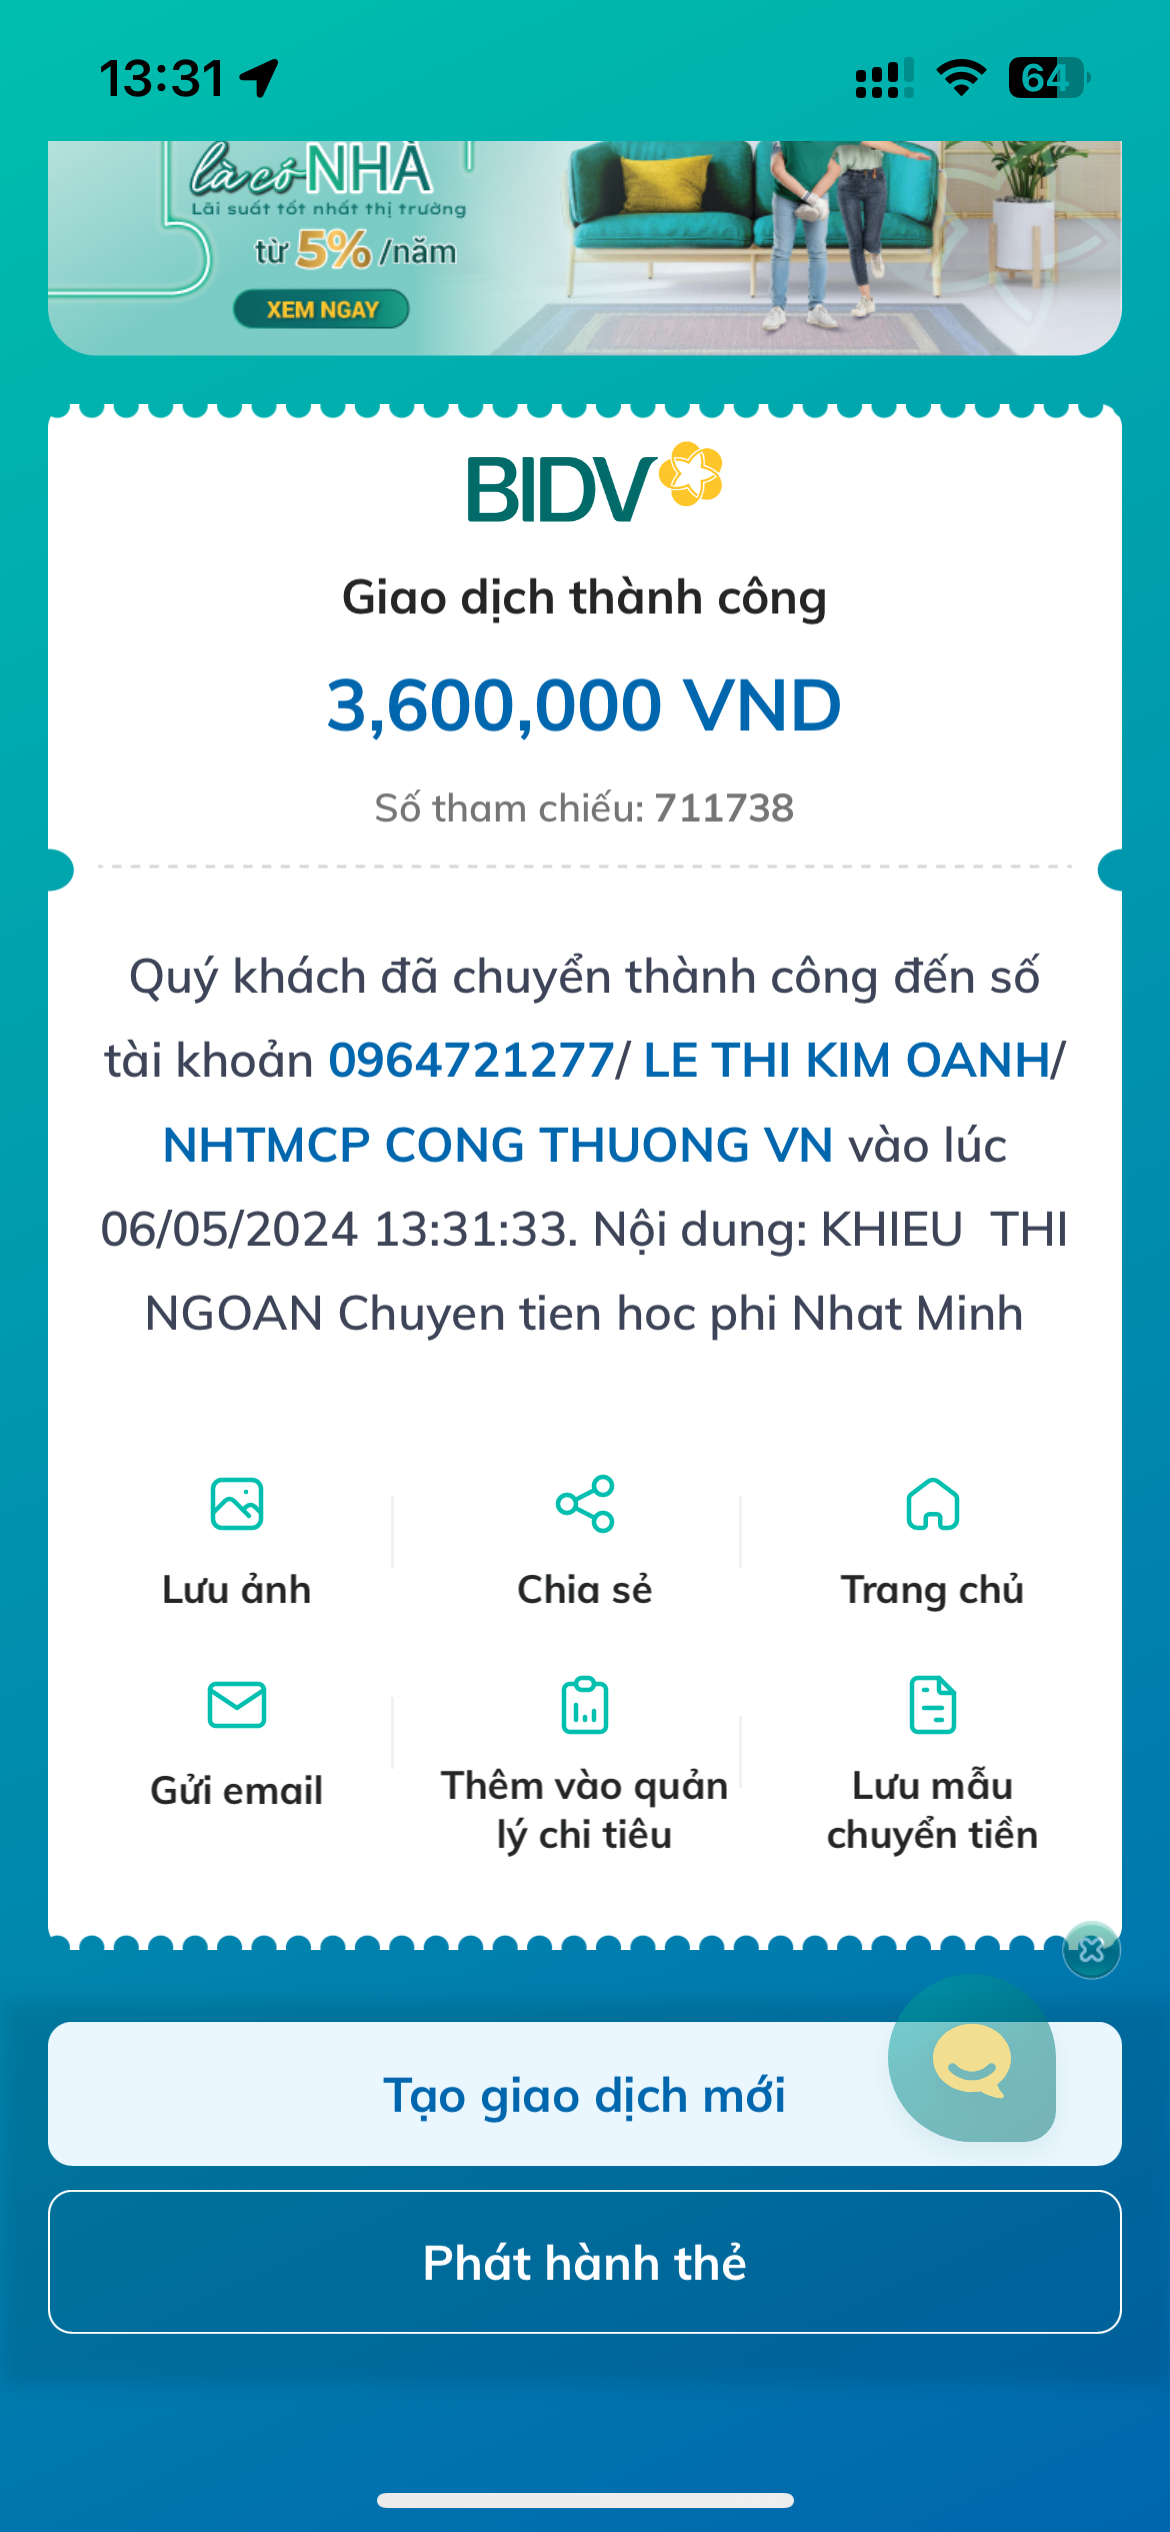 13:31
64
là có NHÀ
Lãi suất tốt nhất thị trường
từ 5% /năm
XEM NGAY
BIDV
Giao dịch thành công
3,600,000 VND
Số tham chiếu: 711738
Quý khách đã chuyển thành công đến số
tài khoản 0964721277/ LE THI KIM OANH/
NHTMCP CONG THUONG VN vào lúc
06/05/2024 13:31:33. Nội dung: KHIEU  THI
NGOAN Chuyen tien hoc phi Nhat Minh
Lưu ảnh
Chia sẻ
Trang chủ
Gửi email
Thêm vào quản
lý chi tiêu
Lưu mẫu
chuyển tiền
Tạo giao dịch mới
Phát hành thẻ